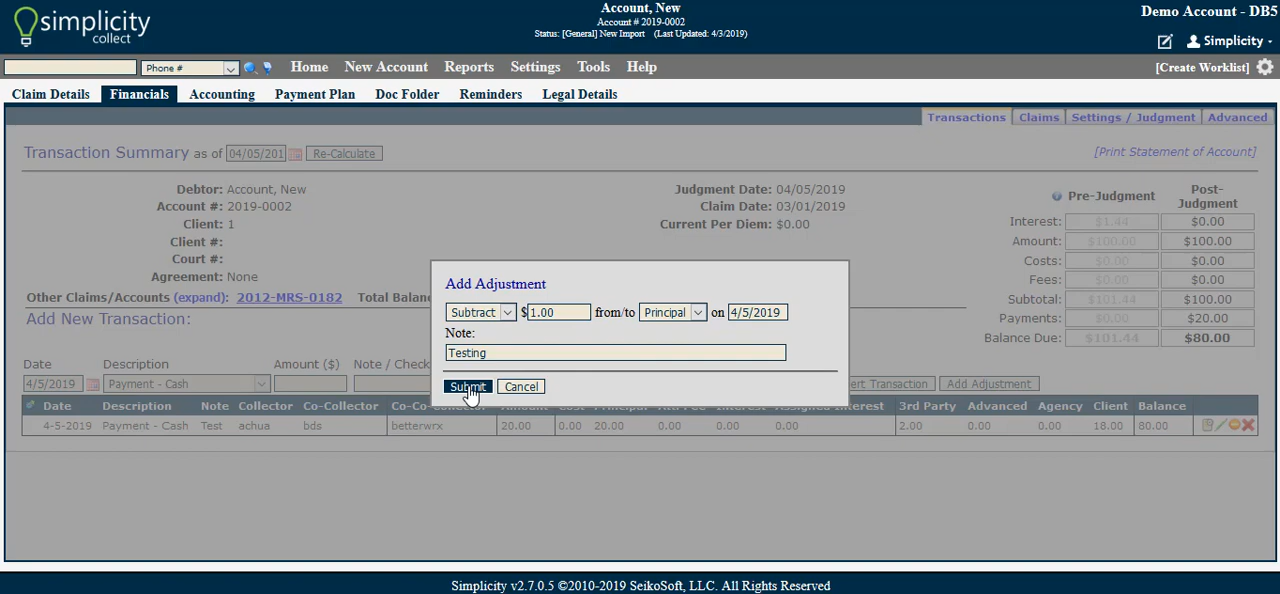 simplicity
collect
Account, New
Account # 2019-0002
Status: [General] New Import (Last Updated: 4/3/2019)
Demo Account - DB5
Simplicity
Phone #
Home New Account Reports Settings Tools Help
[Create Worklist]
Claim Details Financials Accounting Payment Plan Doc Folder Reminders Legal Details
Transactions Claims Settings / Judgment Advanced
Transaction Summary as of 04/05/201 Re-Calculate
[Print Statement of Account]
Debtor: Account, New
Account #: 2019-0002
Client: 1
Client #:
Court #:
Agreement: None
Judgment Date: 04/05/2019
Claim Date: 03/01/2019
Current Per Diem: $0.00
Pre-Judgment Post-Judgment
Interest: $1.44 $0.00
Amount: $100.00 $100.00
Costs: $0.00 $0.00
Fees: $0.00 $0.00
Subtotal: $101.44 $100.00
Payments: $0.00 $20.00
Balance Due: $101.44 $80.00
Other Claims/Accounts (expand): 2012-MRS-0182 Total Balan
Add New Transaction:
Date Description Amount ($) Note / Check
4/5/2019 Payment - Cash ert Transaction Add Adjustment
Add Adjustment
Subtract $ 1.00 from/to Principal on 4/5/2019
Note:
Testing
Submit Cancel
Date Description Note Collector Co-Collector 3rd Party Advanced Agency Client Balance
4-5-2019 Payment - Cash Test achua bds betterwrx 20.00 0.00 20.00 0.00 0.00 0.00 2.00 0.00 0.00 18.00 80.00
Simplicity v2.7.0.5 ©2010-2019 SeikoSoft, LLC. All Rights Reserved